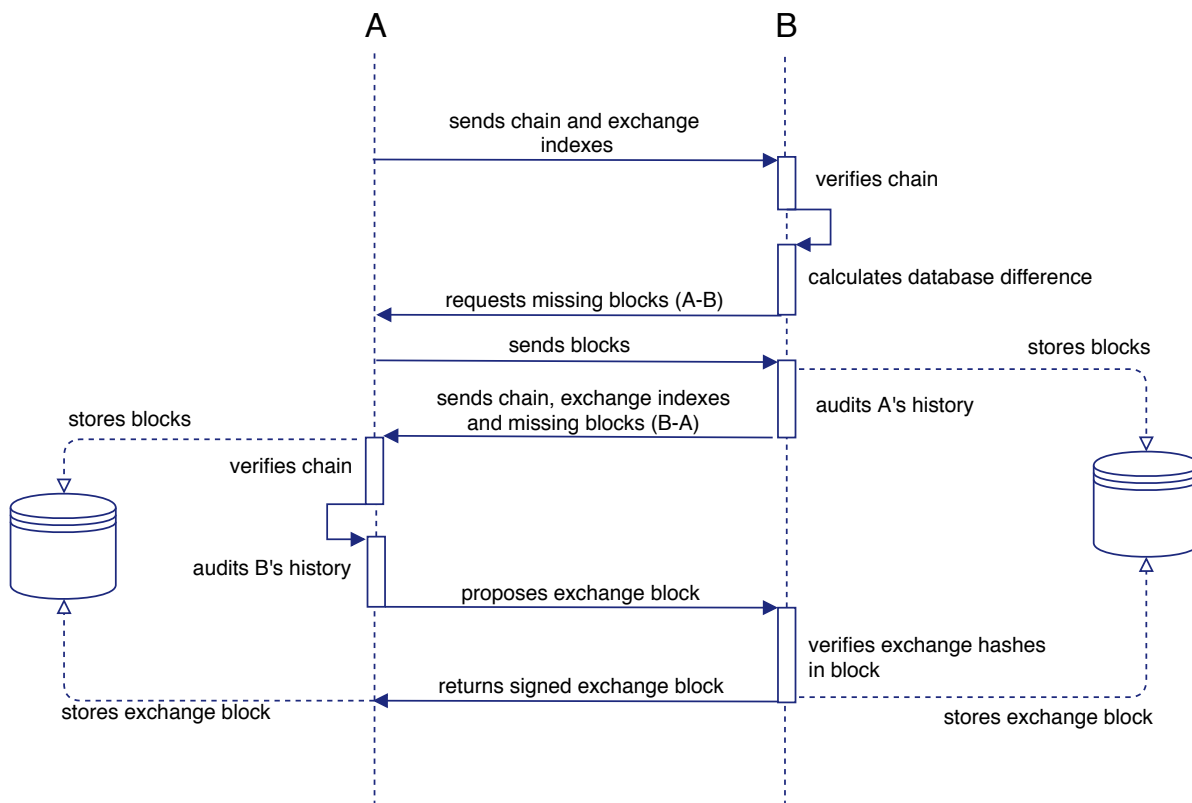 A
B
sends chain and exchange
indexes
verifies chain
calculates database difference
requests missing blocks (A-B)
sends blocks
stores blocks
sends chain, exchange indexes
and missing blocks (B-A)
audits A's history
stores blocks
verifies chain
audits B's history
proposes exchange block
verifies exchange hashes
in block
returns signed exchange block
stores exchange block
stores exchange block